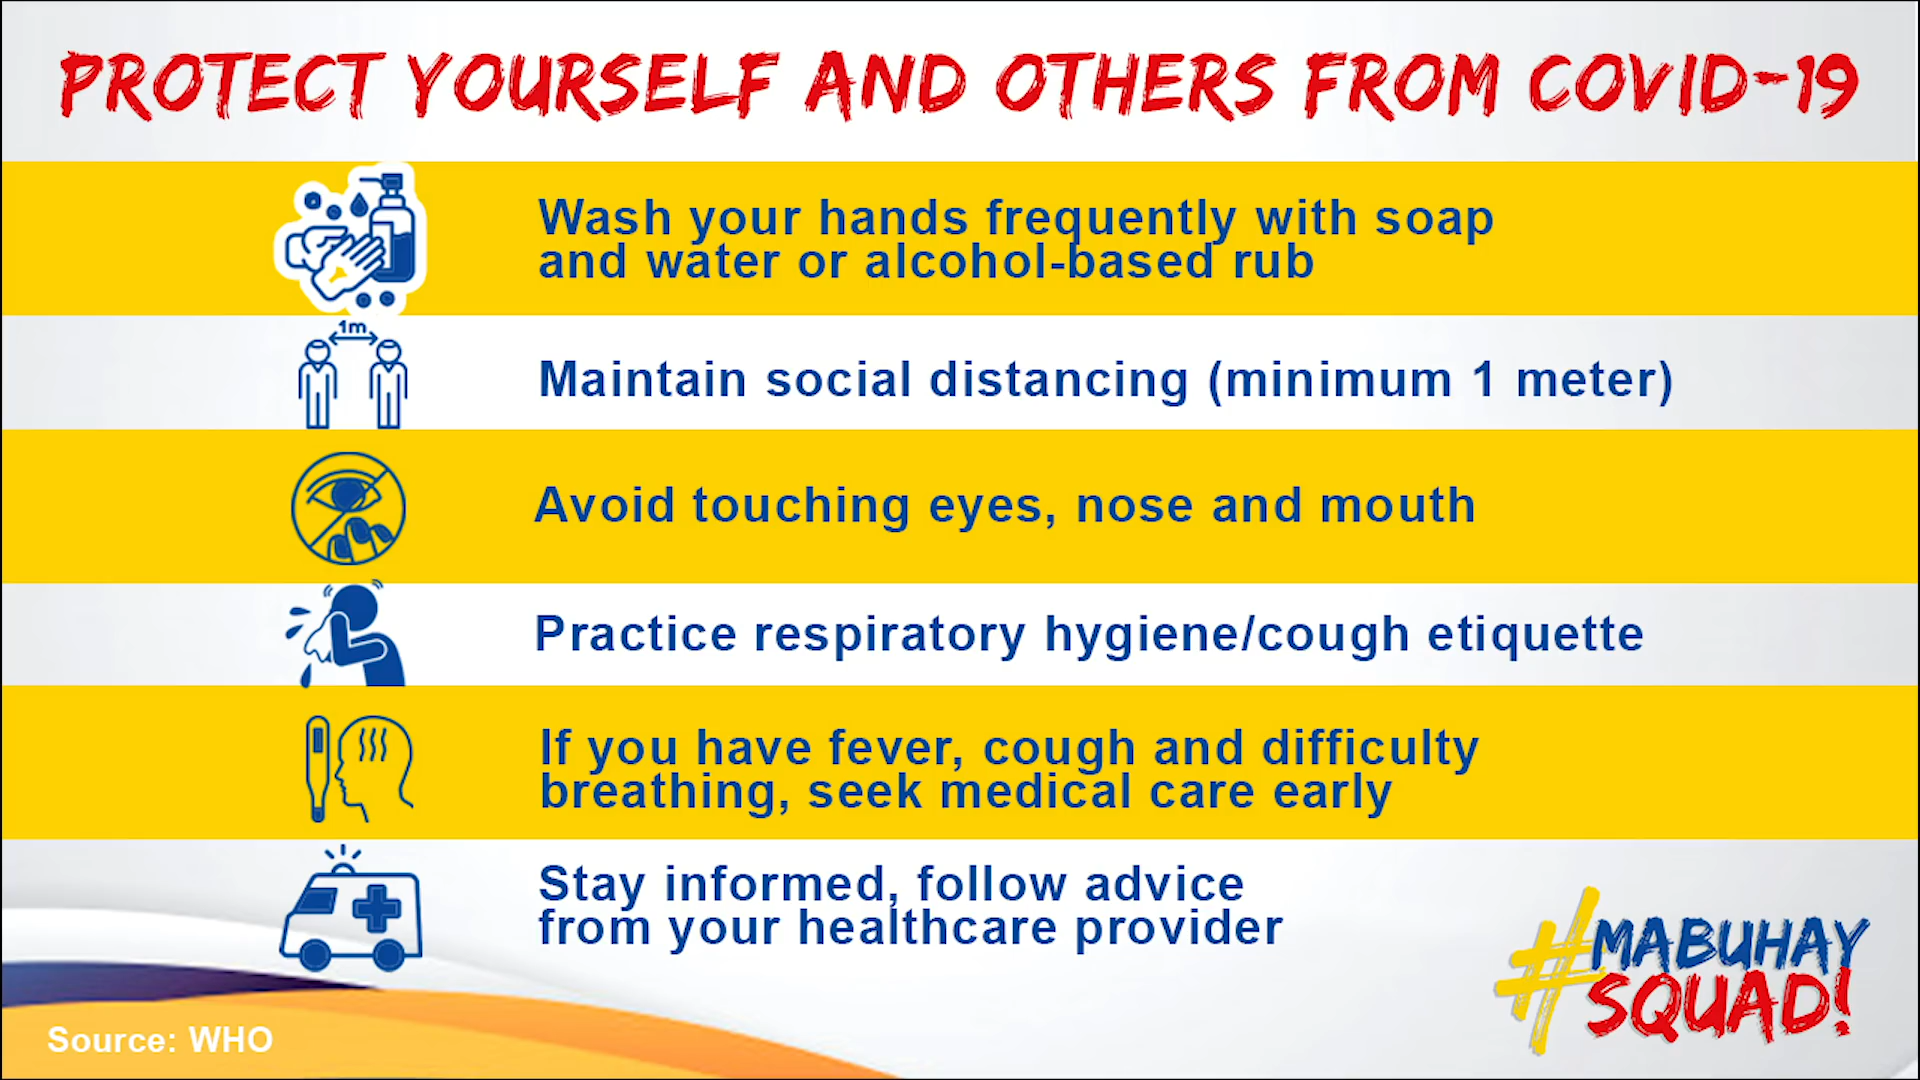 PROTECT YOURSELF AND OTHERS FROM COVID-19
Wash your hands frequently with soap
and water or alcohol-based rub
1m
Maintain social distancing (minimum 1 meter)
Avoid touching eyes, nose and mouth
Practice respiratory hygiene/cough etiquette
If you have fever, cough and difficulty
breathing, seek medical care early
Stay informed, follow advice
from your healthcare provider
#MABUHAY
SQUAD!
Source: WHO